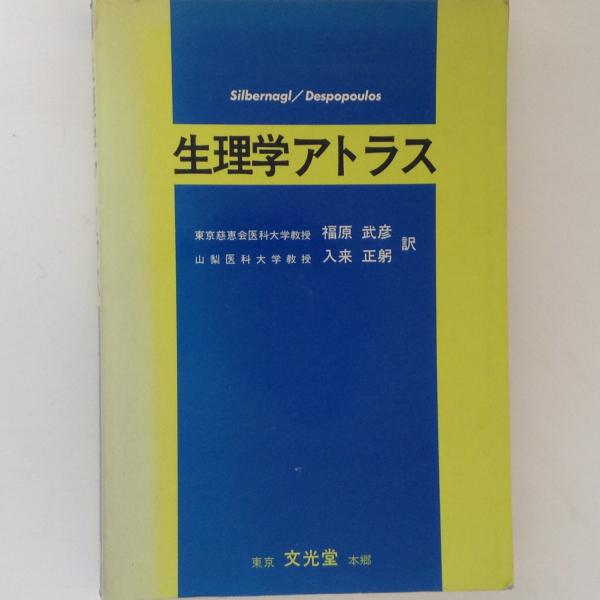 Silbernagl/Despopoulos
生理学アトラス
東京慈恵会医科大学教授 福原 武彦
山梨医科大学教授 入来 正躬 訳
東京 文光堂 本郷